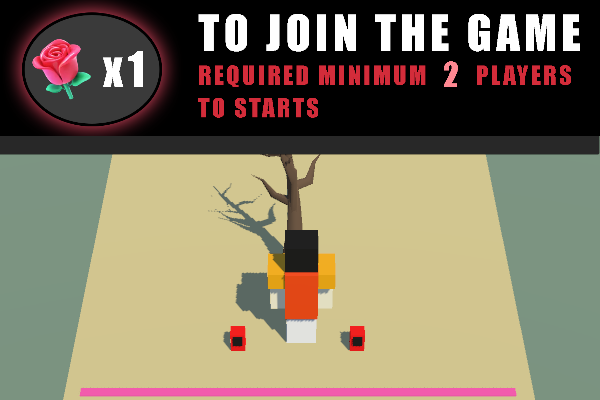 x1
TO JOIN THE GAME
REQUIRED MINIMUM 2 PLAYERS
TO STARTS